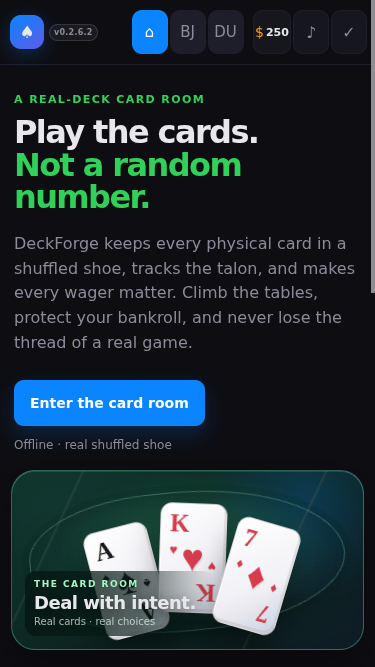 v0.2.6.2
BJ
DU
$ 250
A REAL-DECK CARD ROOM
Play the cards.
Not a random
number.
DeckForge keeps every physical card in a
shuffled shoe, tracks the talon, and makes
every wager matter. Climb the tables,
protect your bankroll, and never lose the
thread of a real game.
Enter the card room
Offline · real shuffled shoe
A
K
7
THE CARD ROOM
Deal with intent.
Real cards · real choices
K
A
7